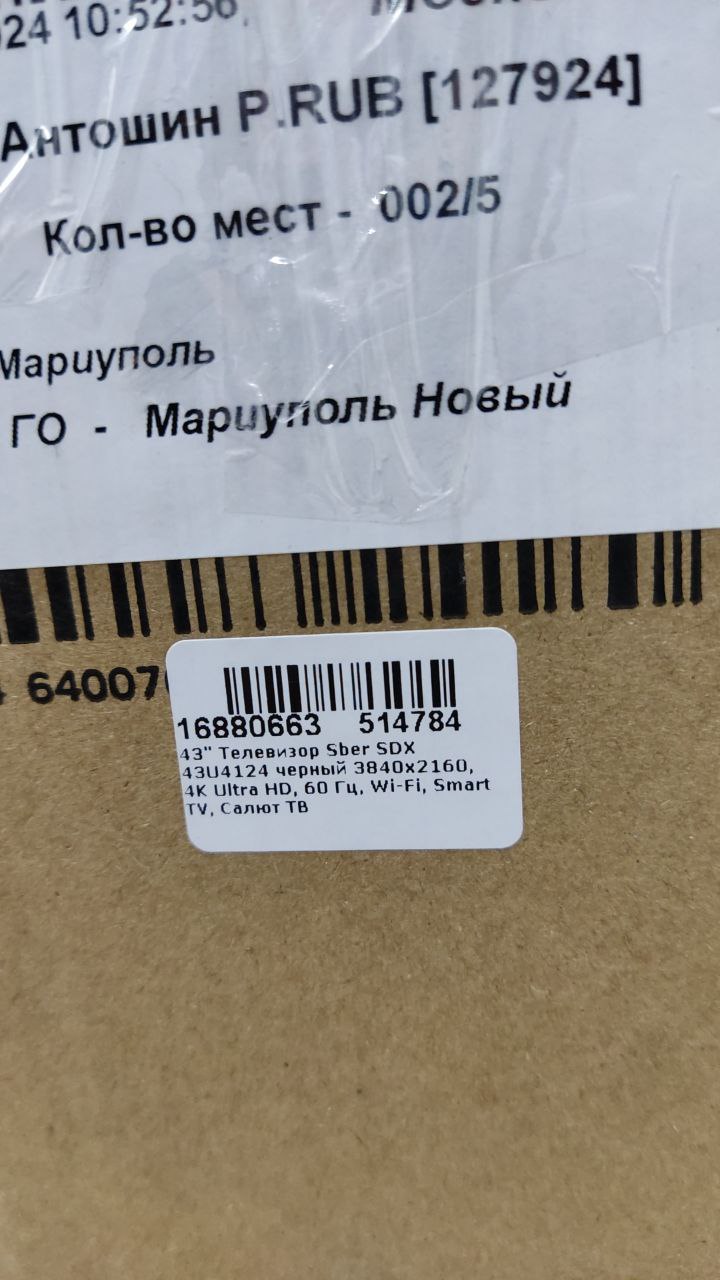 024 10:52:56,
Антошин P.RUB [127924]
Кол-во мест - 002/5
Мариуполь
ГО - Мариуполь Новый
64007
16880663 514784
43" Телевизор Sber SDX
43U4124 черный 3840x2160,
4K Ultra HD, 60 Гц, Wi-Fi, Smart
TV, Салют ТВ